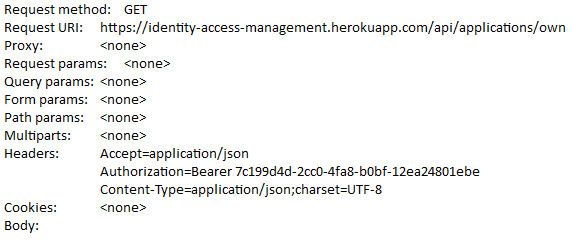 Request method: GET
Request URI: https://identity-access-management.herokuapp.com/api/applications/own
Proxy: <none>
Request params: <none>
Query params: <none>
Form params: <none>
Path params: <none>
Multiparts: <none>
Headers: Accept=application/json
Authorization=Bearer 7c199d4d-2cc0-4fa8-b0bf-12ea24801ebe
Content-Type=application/json;charset=UTF-8
Cookies: <none>
Body: